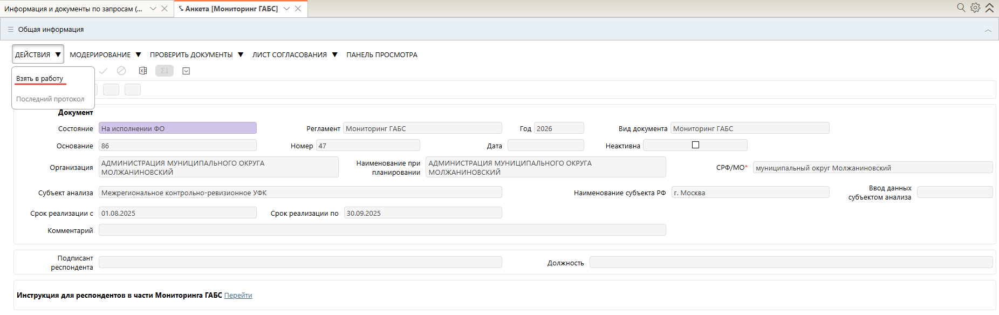 Информация и документы по запросам (...
Анкета [Мониторинг ГАБС]
Общая информация
ДЕЙСТВИЯ ▼ МОДЕРИРОВАНИЕ ▼ ПРОВЕРИТЬ ДОКУМЕНТЫ ▼ ЛИСТ СОГЛАСОВАНИЯ ▼ ПАНЕЛЬ ПРОСМОТРА
Взять в работу
Последний протокол
Документ
Состояние На исполнении ФО Регламент Мониторинг ГАБС Год 2026 Вид документа Мониторинг ГАБС
Основание 86 Номер 47 Дата Неактивна
Организация АДМИНИСТРАЦИЯ МУНИЦИПАЛЬНОГО ОКРУГА
МОЛЖАНИНОВСКИЙ
Наименование при
планировании
АДМИНИСТРАЦИЯ МУНИЦИПАЛЬНОГО ОКРУГА
МОЛЖАНИНОВСКИЙ
СРФ/МО* муниципальный округ Молжаниновский
Субъект анализа Межрегиональное контрольно-ревизионное УФК Наименование субъекта РФ г. Москва
Ввод данных
субъектом анализа
Срок реализации с 01.08.2025 Срок реализации по 30.09.2025
Комментарий
Подписант
респондента
Должность
Инструкция для респондентов в части Мониторинга ГАБС Перейти